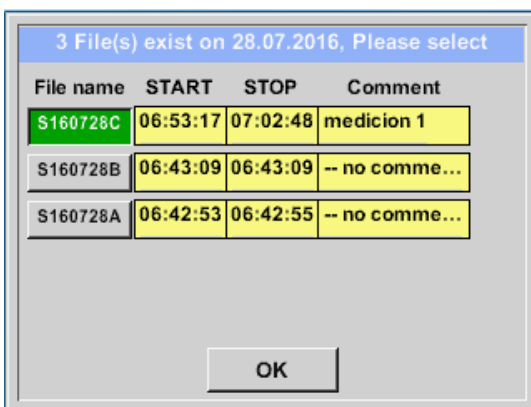 3 File(s) exist on 28.07.2016, Please select
File name START STOP Comment
S160728C 06:53:17 07:02:48 medicion 1
S160728B 06:43:09 06:43:09 -- no comme...
S160728A 06:42:53 06:42:55 -- no comme...
OK